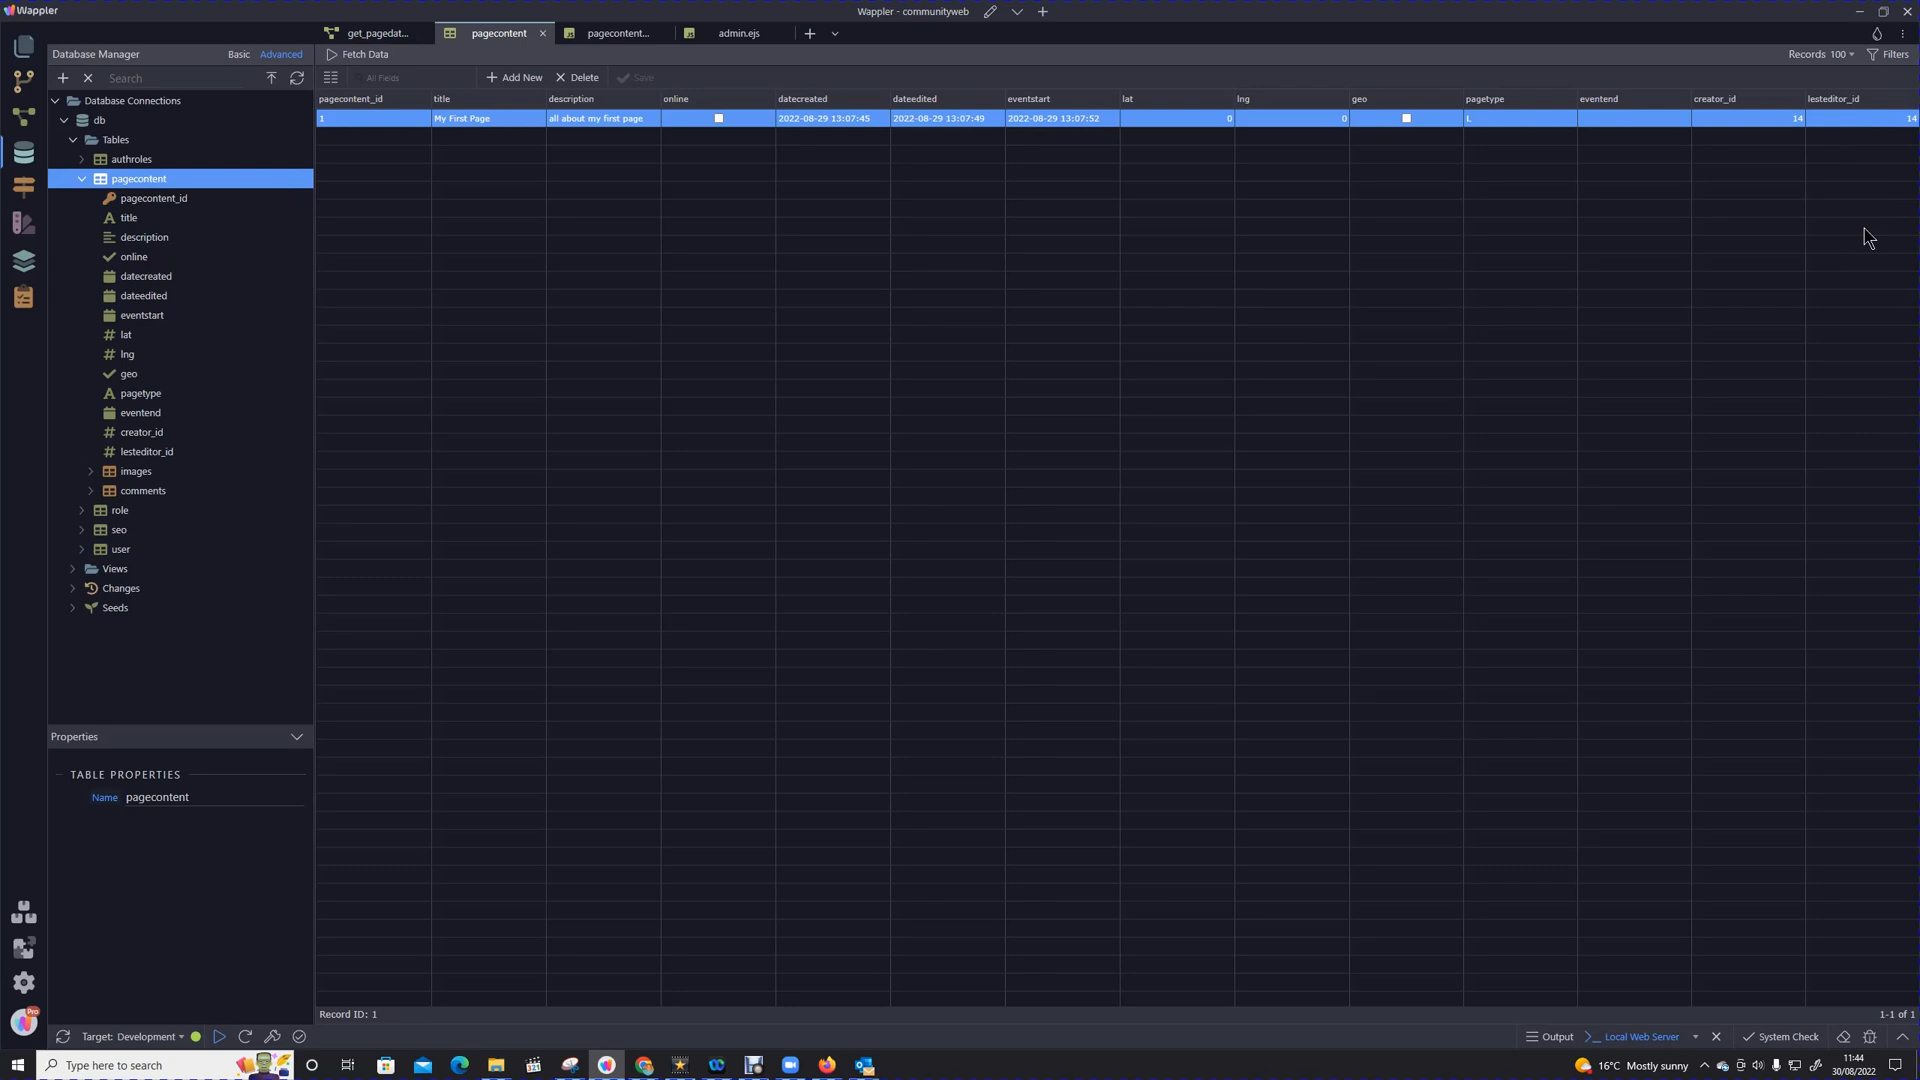 Wappler
Wappler - communityweb
get_pagedat...
pagecontent
pagecontent...
admin.ejs
Database Manager
Basic
Advanced
Fetch Data
Records 100
Filters
Search
All Fields
Add New
Delete
Save
pagecontent_id title description online datecreated dateedited eventstart lat lng geo pagetype eventend creator_id lesteditor_id
1 My First Page all about my first page 2022-08-29 13:07:45 2022-08-29 13:07:49 2022-08-29 13:07:52 0 0 L 14 14
Database Connections
db
Tables
authroles
pagecontent
pagecontent_id
title
description
online
datecreated
dateedited
eventstart
lat
lng
geo
pagetype
eventend
creator_id
lesteditor_id
images
comments
role
seo
user
Views
Changes
Seeds
Properties
TABLE PROPERTIES
Name pagecontent
Record ID: 1
1-1 of 1
Pro
Target: Development
Output
Local Web Server
System Check
Type here to search
16°C Mostly sunny
11:44
30/08/2022